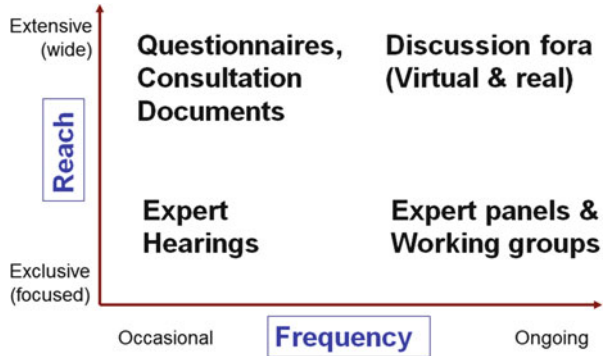 Extensive
(wide)
Questionnaires,
Consultation
Documents
Discussion fora
(Virtual & real)
Reach
Expert
Hearings
Expert panels &
Working groups
Exclusive
(focused)
Occasional
Frequency
Ongoing